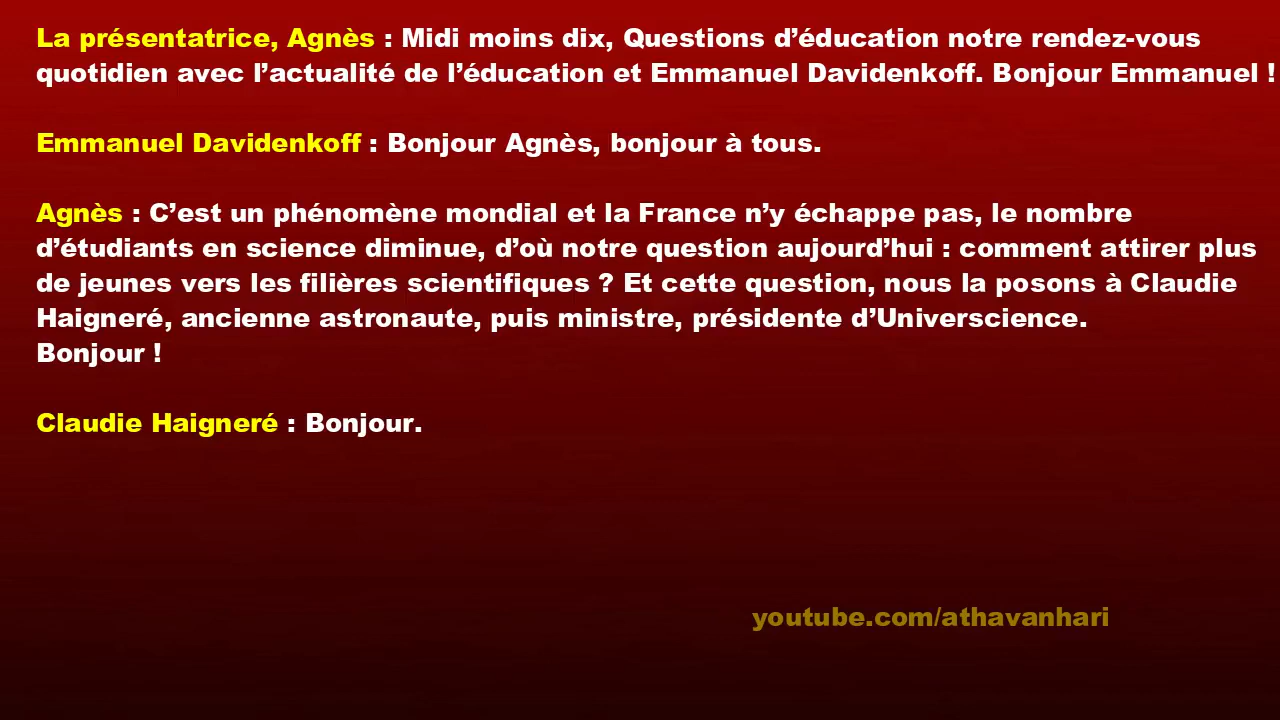 La présentatrice, Agnès : Midi moins dix, Questions d’éducation notre rendez-vous
quotidien avec l’actualité de l’éducation et Emmanuel Davidenkoff. Bonjour Emmanuel !
Emmanuel Davidenkoff : Bonjour Agnès, bonjour à tous.
Agnès : C’est un phénomène mondial et la France n’y échappe pas, le nombre
d’étudiants en science diminue, d’où notre question aujourd’hui : comment attirer plus
de jeunes vers les filières scientifiques ? Et cette question, nous la posons à Claudie
Haigneré, ancienne astronaute, puis ministre, présidente d’Universcience.
Bonjour !
Claudie Haigneré : Bonjour.
youtube.com/athavanhari